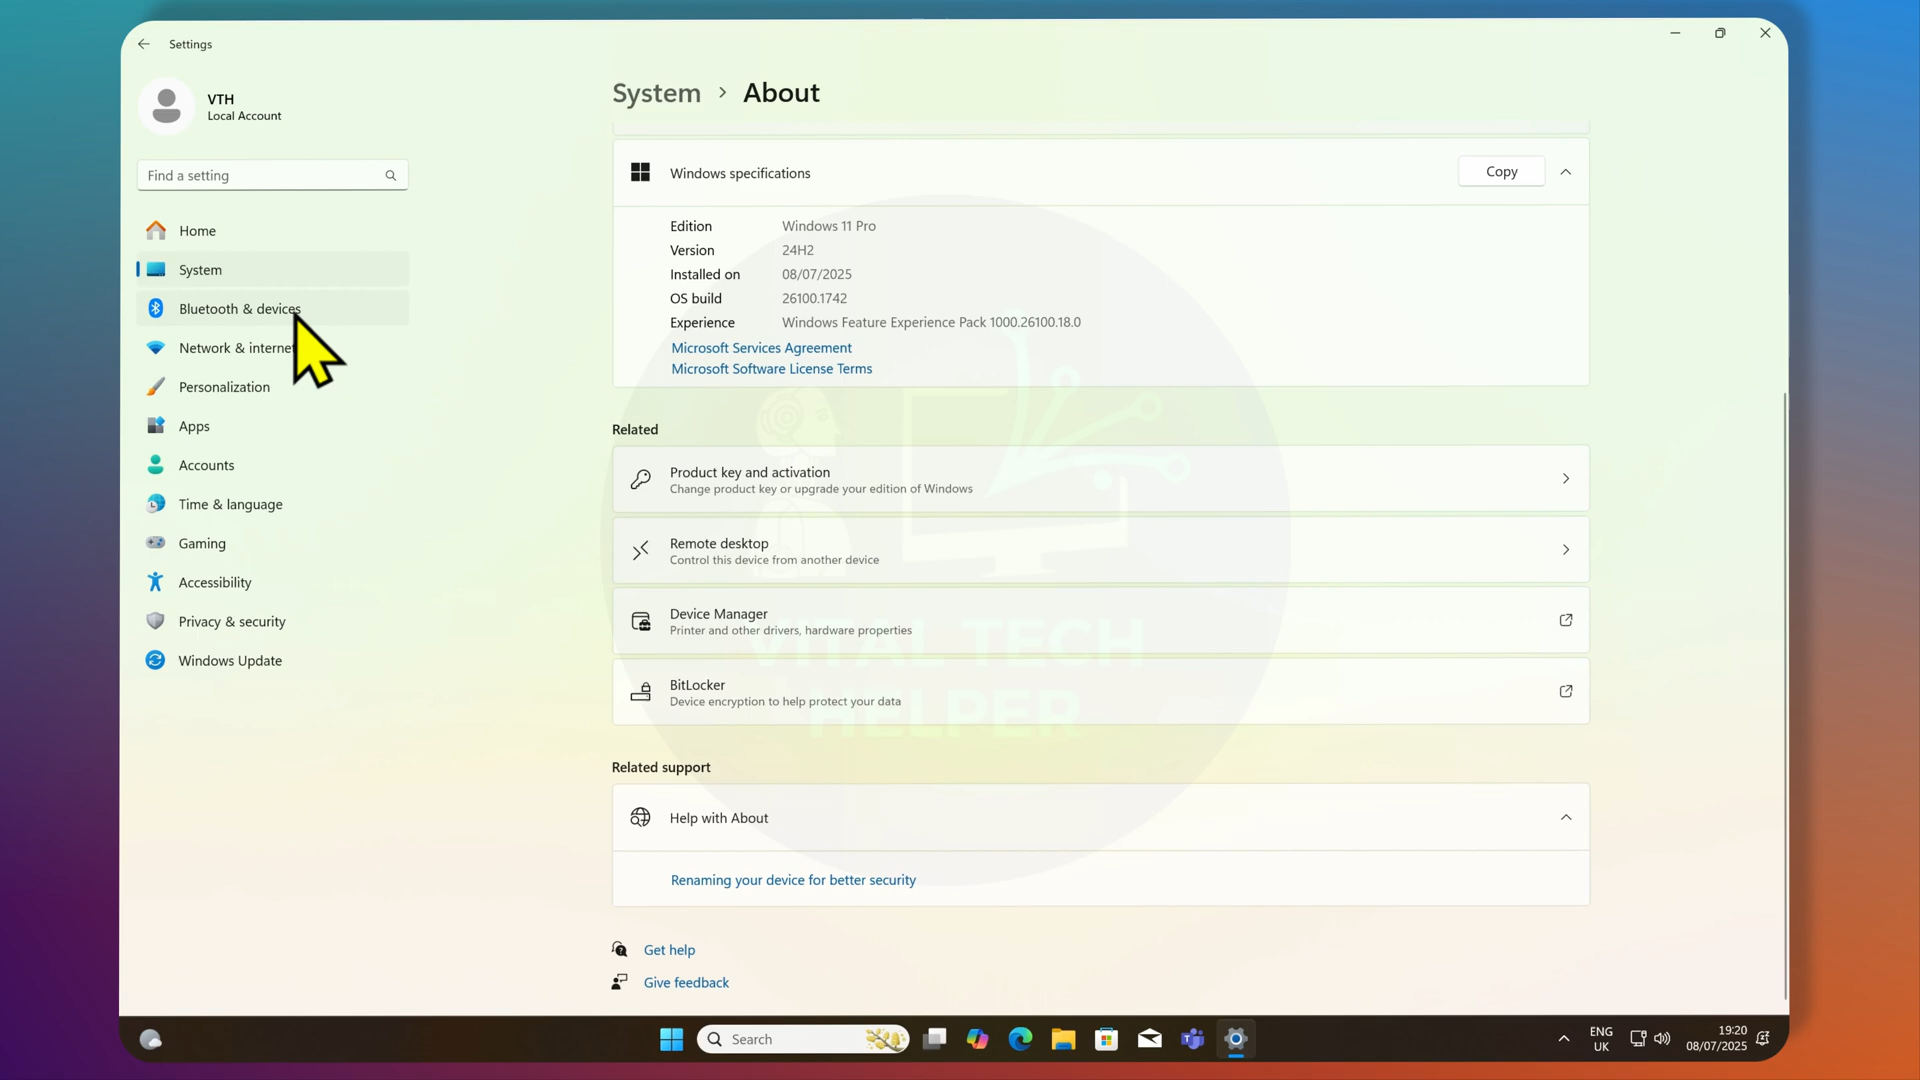 Settings
VTH
Local Account
Find a setting
Home
System
Bluetooth & devices
Network & internet
Personalization
Apps
Accounts
Time & language
Gaming
Accessibility
Privacy & security
Windows Update
System > About
Windows specifications
Copy
Edition Windows 11 Pro
Version 24H2
Installed on 08/07/2025
OS build 26100.1742
Experience Windows Feature Experience Pack 1000.26100.18.0
Microsoft Services Agreement
Microsoft Software License Terms
Related
Product key and activation
Change product key or upgrade your edition of Windows
Remote desktop
Control this device from another device
Device Manager
Printer and other drivers, hardware properties
BitLocker
Device encryption to help protect your data
VITAL TECH
HELPER
Related support
Help with About
Renaming your device for better security
Get help
Give feedback
Search
ENG
UK
19:20
08/07/2025